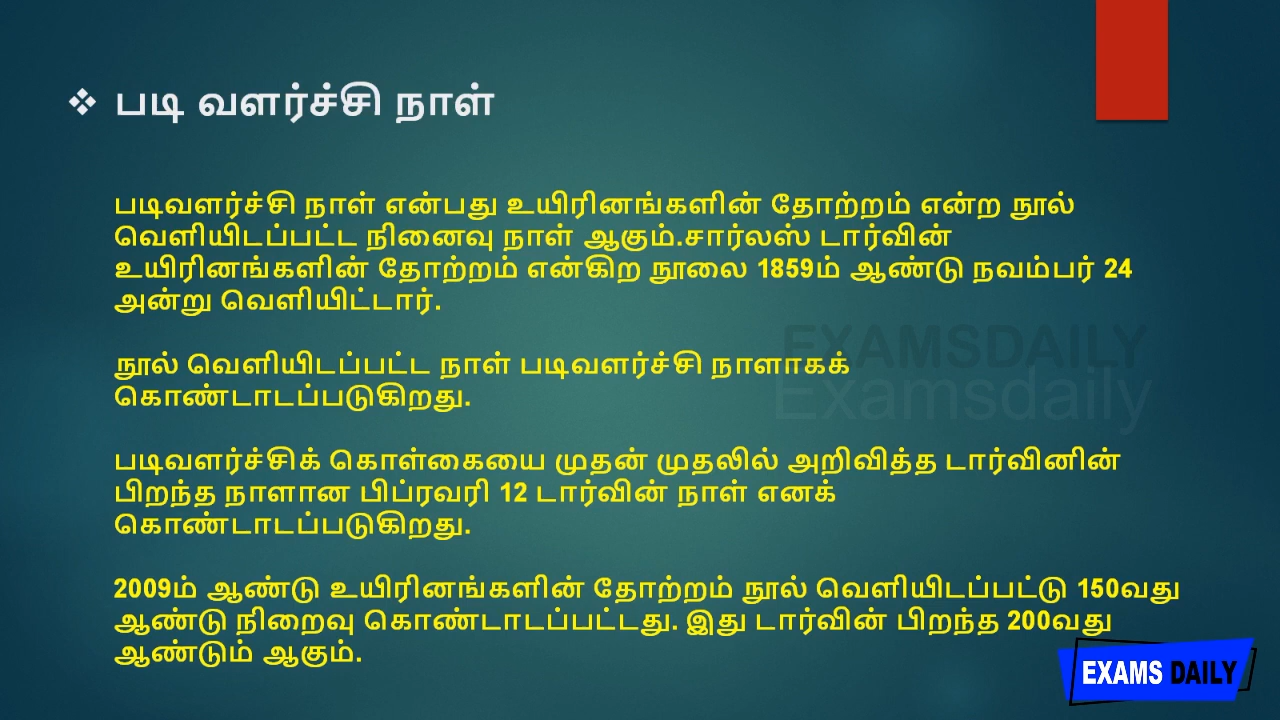 ❖ படி வளர்ச்சி நாள்
படிவளர்ச்சி நாள் என்பது உயிரினங்களின் தோற்றம் என்ற நூல்
வெளியிடப்பட்ட நினைவு நாள் ஆகும்.சார்லஸ் டார்வின்
உயிரினங்களின் தோற்றம் என்கிற நூலை 1859ம் ஆண்டு நவம்பர் 24
அன்று வெளியிட்டார்.
நூல் வெளியிடப்பட்ட நாள் படிவளர்ச்சி நாளாகக்
கொண்டாடப்படுகிறது.
EXAMSDAILY
Examsdaily
படிவளர்ச்சிக் கொள்கையை முதன் முதலில் அறிவித்த டார்வினின்
பிறந்த நாளான பிப்ரவரி 12 டார்வின் நாள் எனக்
கொண்டாடப்படுகிறது.
2009ம் ஆண்டு உயிரினங்களின் தோற்றம் நூல் வெளியிடப்பட்டு 150வது
ஆண்டு நிறைவு கொண்டாடப்பட்டது. இது டார்வின் பிறந்த 200வது
ஆண்டும் ஆகும்.
EXAMS DAILY